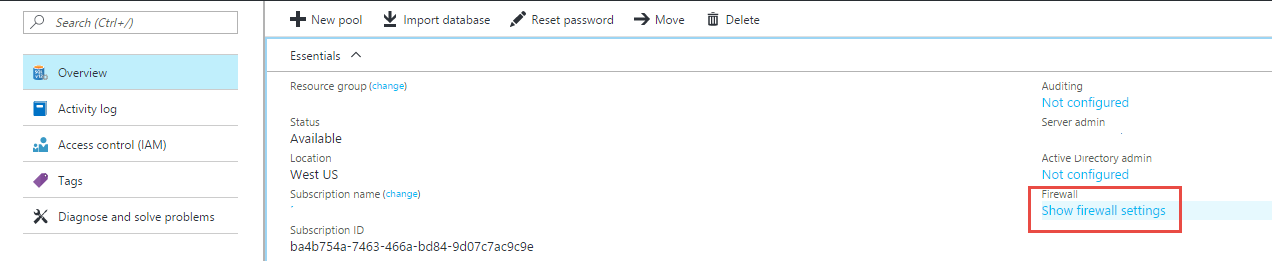 Search (Ctrl+/)
Overview
Activity log
Access control (IAM)
Tags
Diagnose and solve problems
New pool Import database Reset password Move Delete
Essentials
Resource group (change)
Status
Available
Location
West US
Subscription name (change)
Subscription ID
ba4b754a-7463-466a-bd84-9d07c7ac9c9e
Auditing
Not configured
Server admin
Active Directory admin
Not configured
Firewall
Show firewall settings